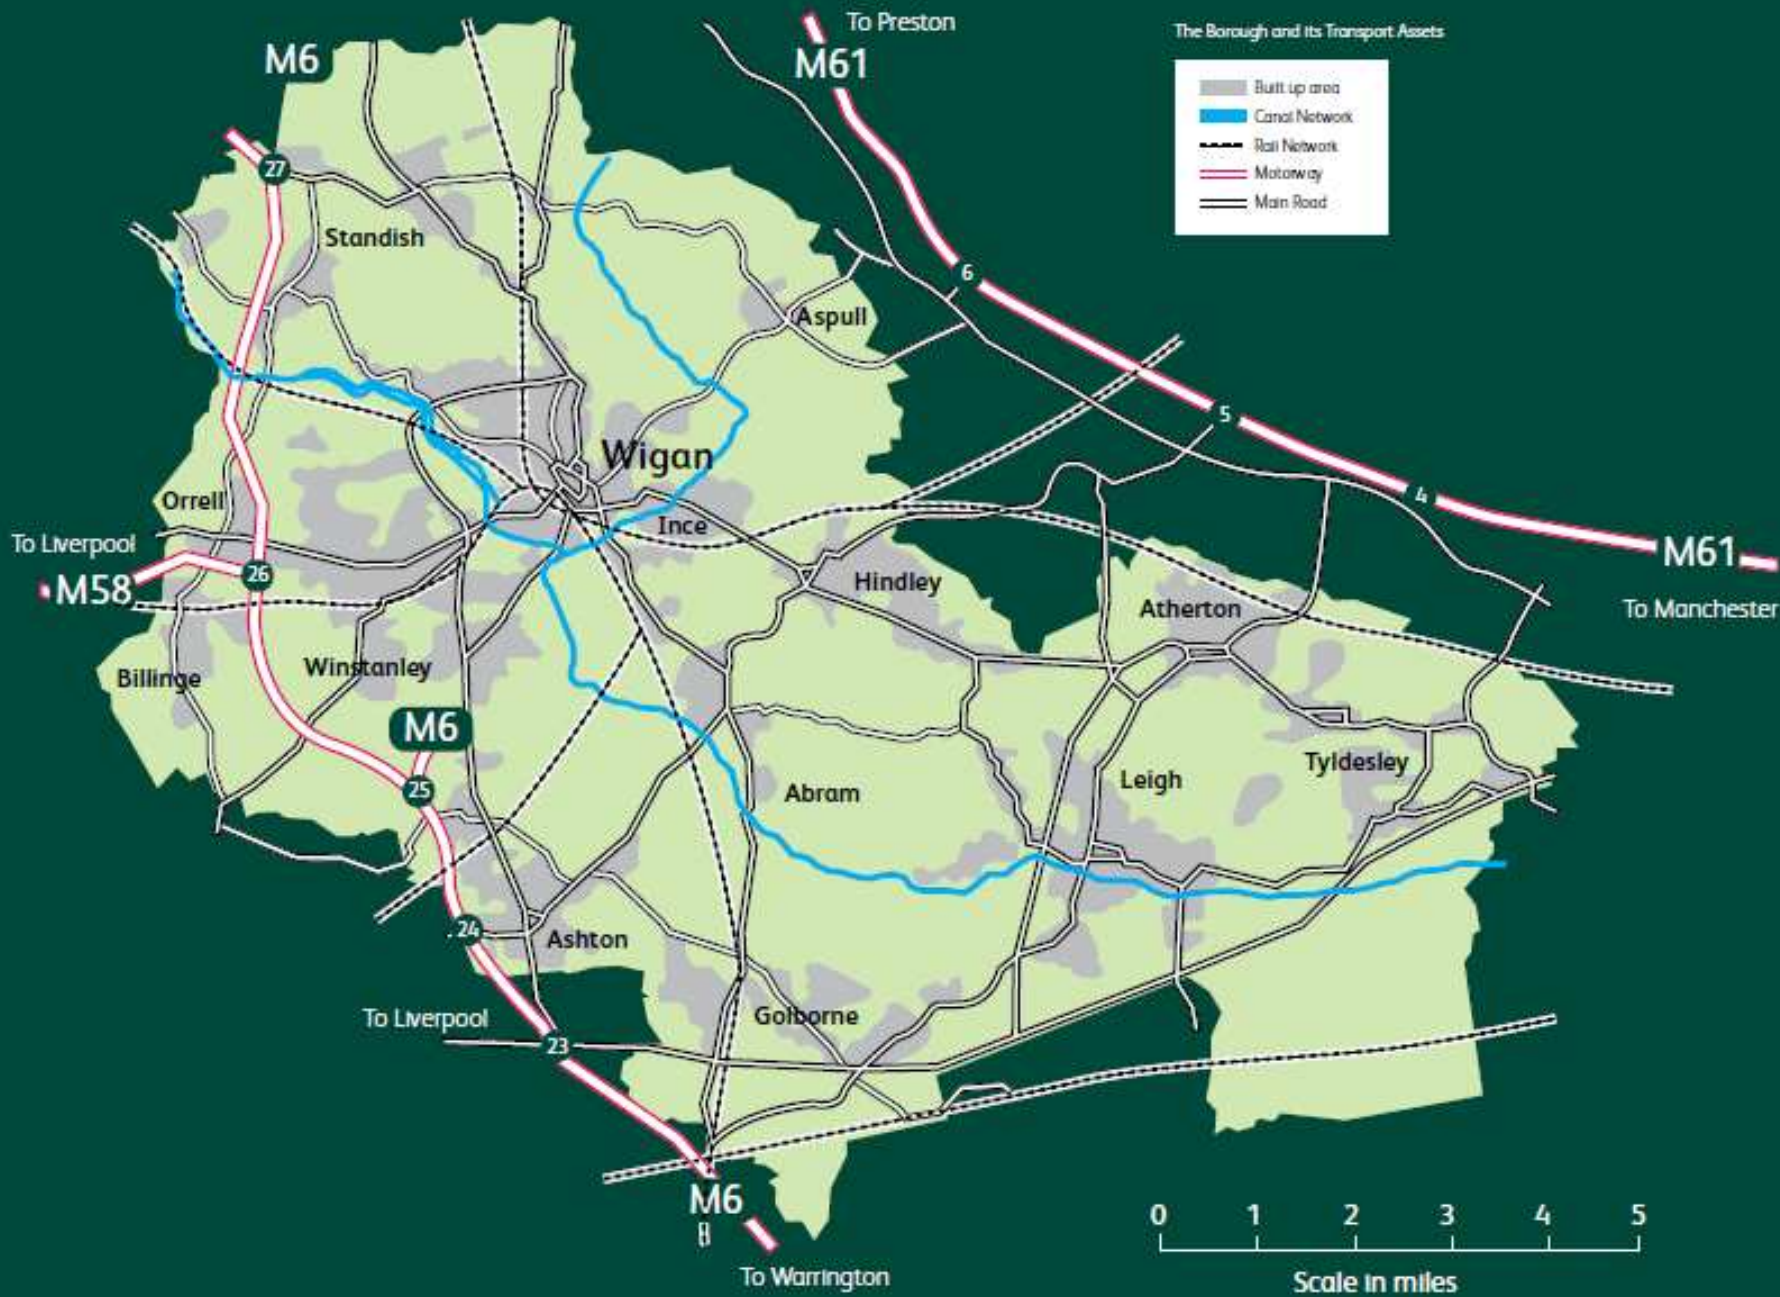 To Preston
The Borough and its Transport Assets
M6
M61
Built up area
Canal Network
Rail Network
Motorway
Main Road
27
Standish
6
Aspull
5
Wigan
4
Orrell
Ince
To Liverpool
M61
26
M58
Hindley
Atherton
To Manchester
Billinge
Winstanley
M6
Tyldesley
25
Abram
Leigh
24
Ashton
To Liverpool
Golborne
23
M6
0 1 2 3 4 5
To Warrington
Scale in miles